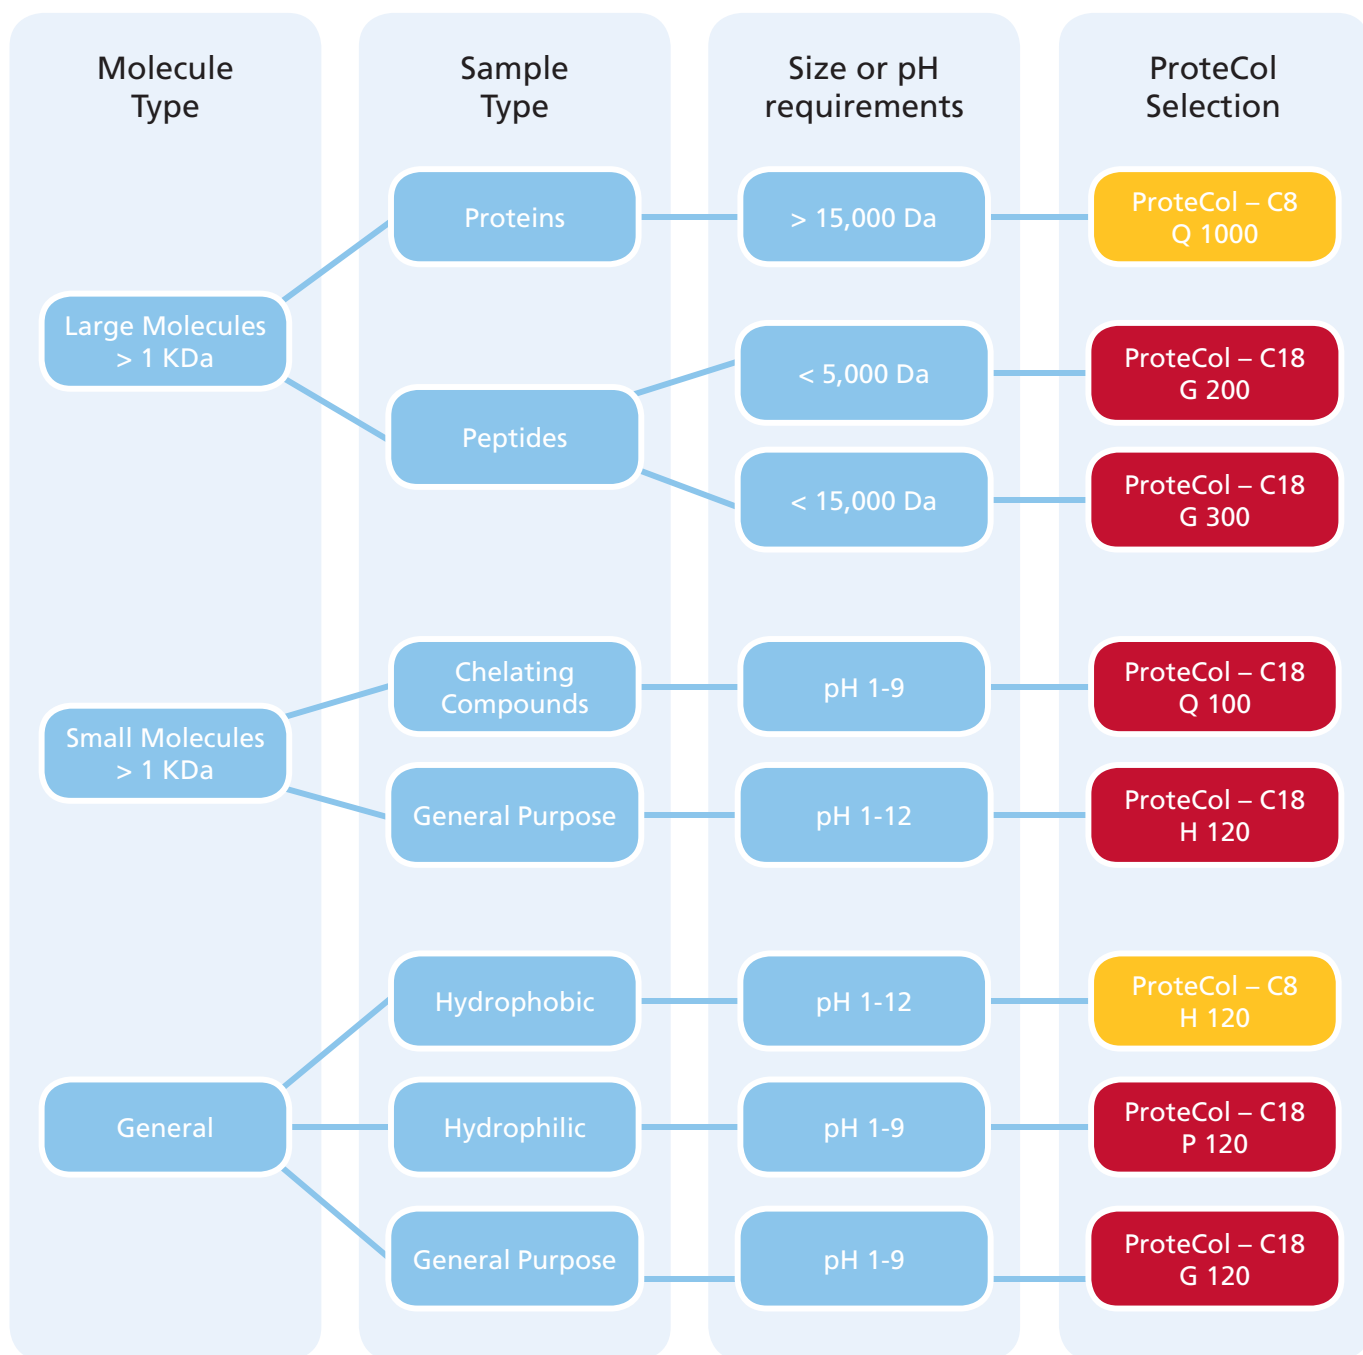 Molecule
Type
Sample
Type
Size or pH
requirements
ProteCol
Selection
Large Molecules
> 1 KDa
Proteins
> 15,000 Da
ProteCol – C8
Q 1000
Peptides
< 5,000 Da
ProteCol – C18
G 200
< 15,000 Da
ProteCol – C18
G 300
Small Molecules
> 1 KDa
Chelating
Compounds
pH 1-9
ProteCol – C18
Q 100
General Purpose
pH 1-12
ProteCol – C18
H 120
General
Hydrophobic
pH 1-12
ProteCol – C8
H 120
Hydrophilic
pH 1-9
ProteCol – C18
P 120
General Purpose
pH 1-9
ProteCol – C18
G 120